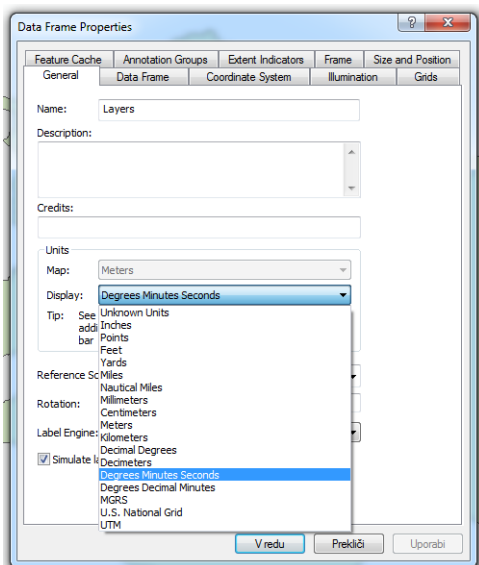 Data Frame Properties
Feature Cache Annotation Groups Extent Indicators Frame Size and Position
General Data Frame Coordinate System Illumination Grids
Name: Layers
Description:
Credits:
Units
Map: Meters
Display: Degrees Minutes Seconds
Tip: See
addi
bar
Unknown Units
Inches
Points
Feet
Yards
Miles
Nautical Miles
Millimeters
Centimeters
Meters
Kilometers
Decimal Degrees
Decimeters
Degrees Minutes Seconds
Degrees Decimal Minutes
MGRS
U.S. National Grid
UTM
Reference Sc
Rotation:
Label Engine:
Simulate la
V redu Prekliči Uporabi